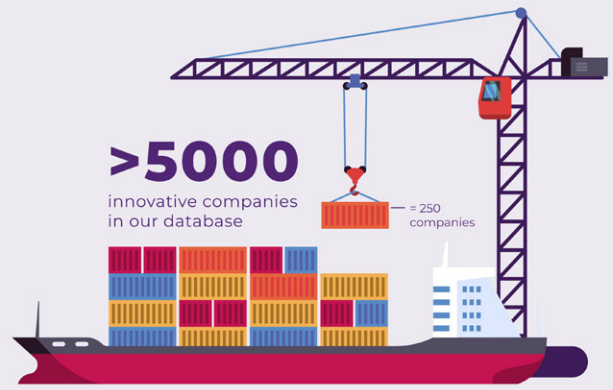 >5000
innovative companies
in our database
= 250
companies